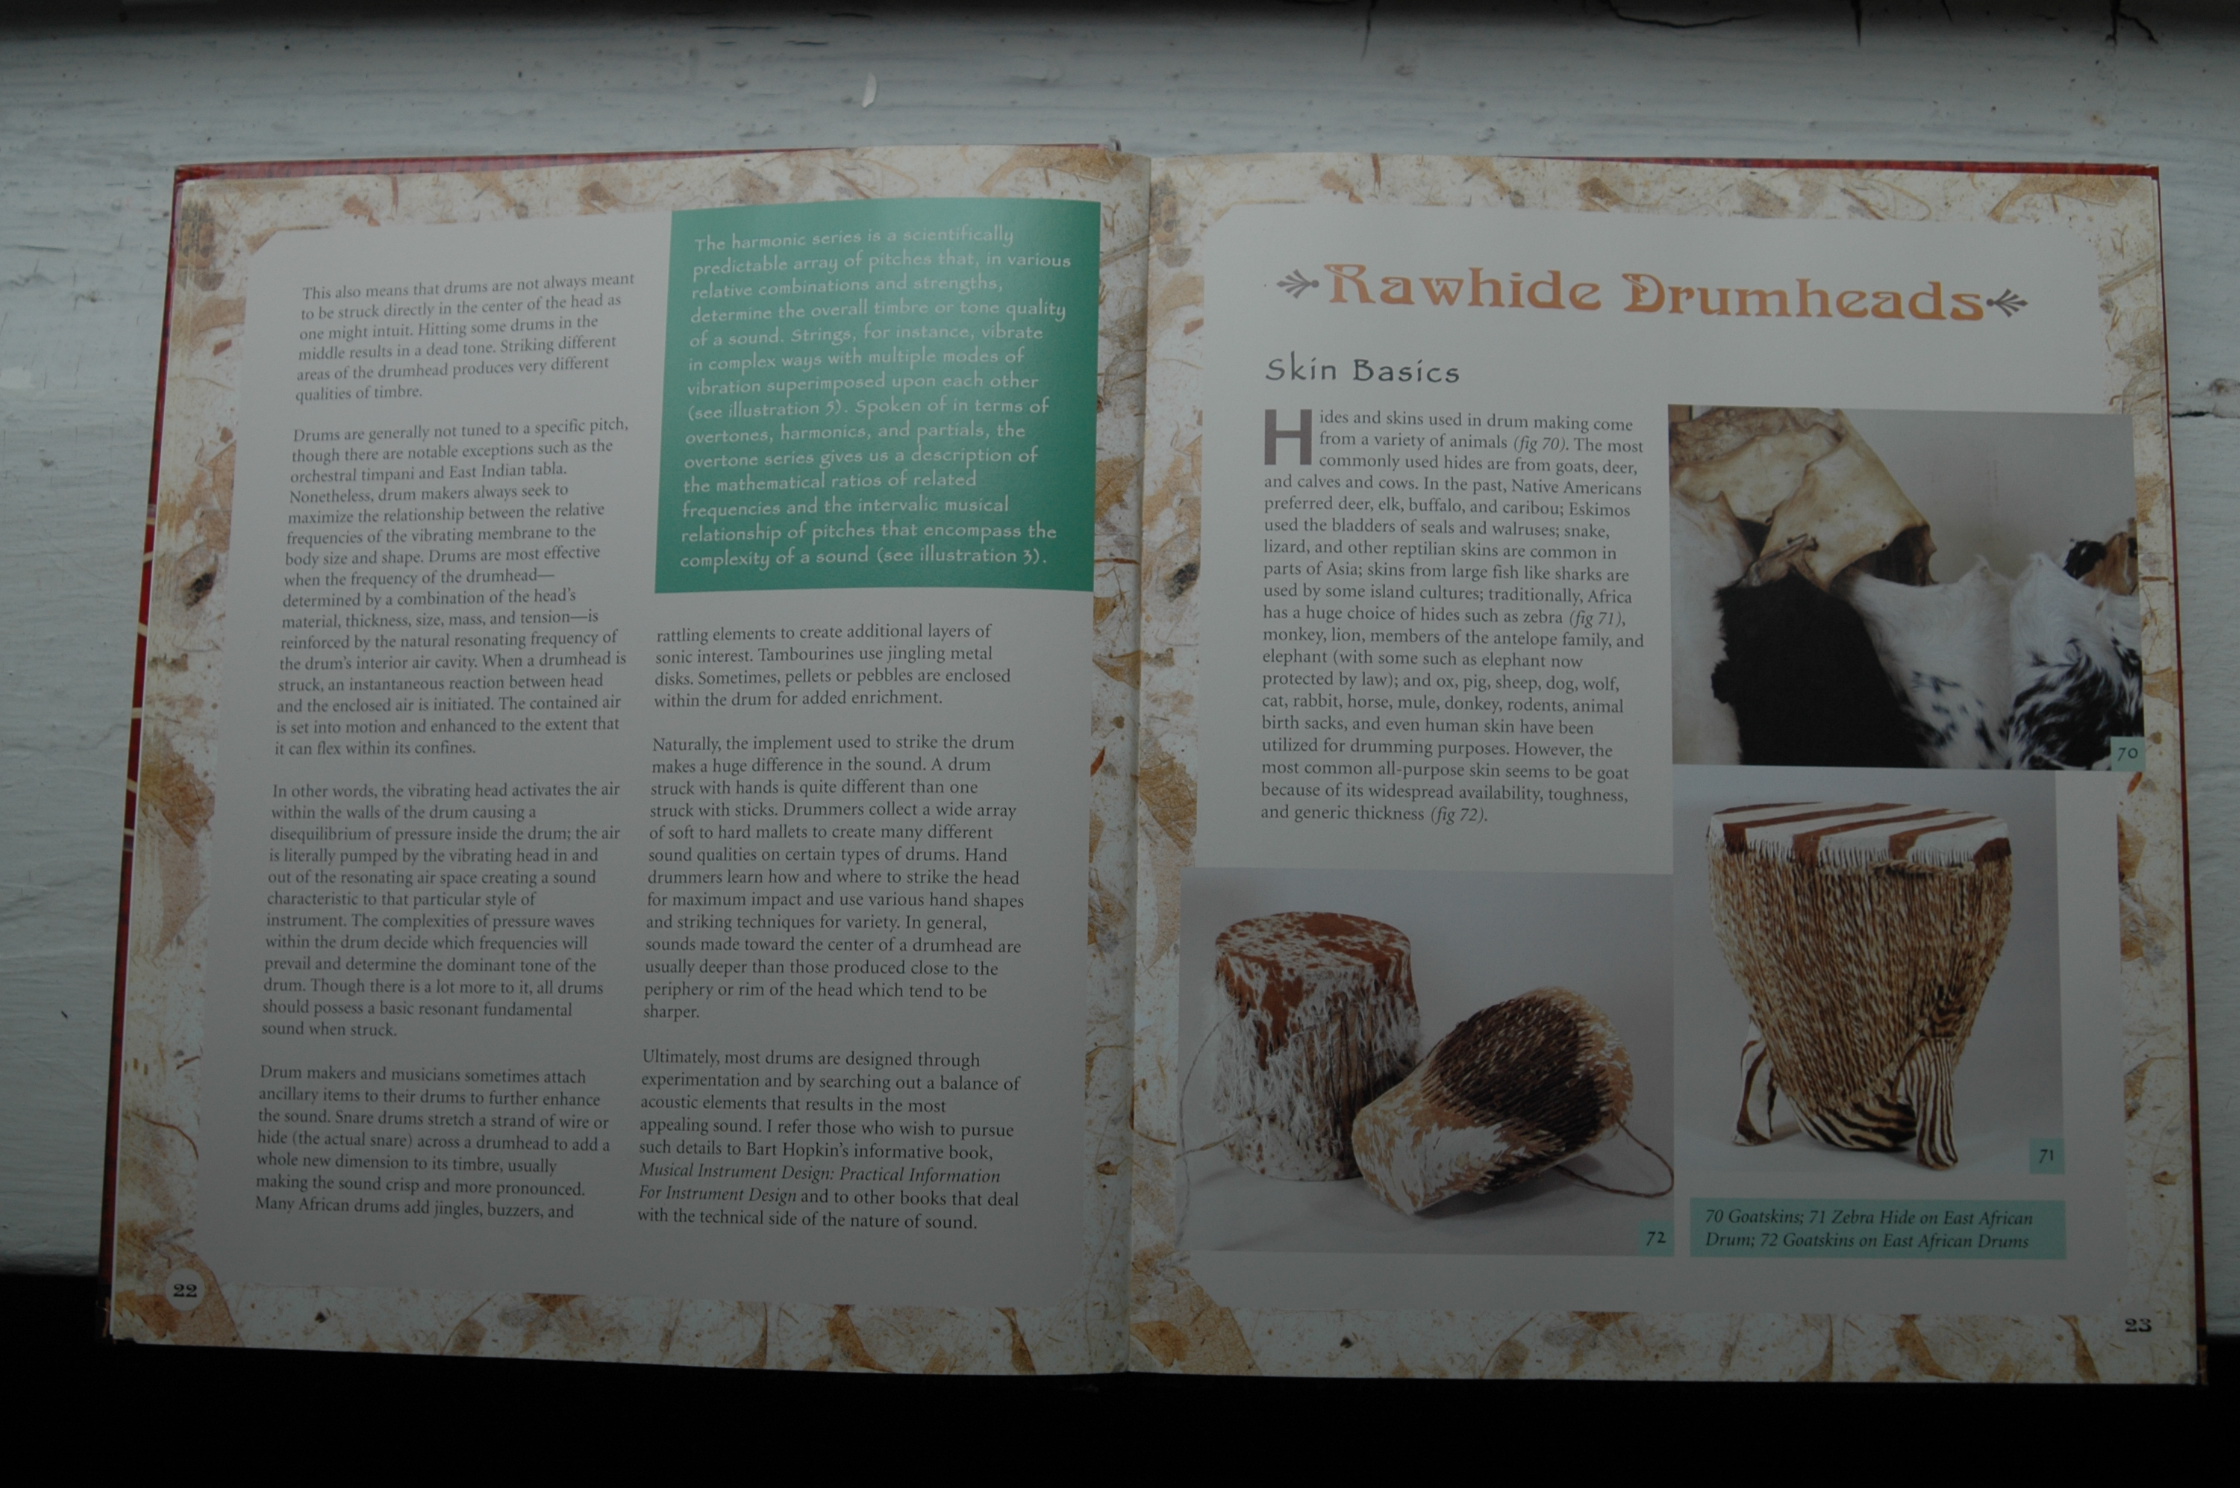 This also means that drums are not always meant
to be struck directly in the center of the head as
one might intuit. Hitting some drums in the
middle results in a dead tone. Striking different
areas of the drumhead produces very different
qualities of timbre.
Drums are generally not tuned to a specific pitch,
though there are notable exceptions such as the
orchestral timpani and East Indian tabla.
Nonetheless, drum makers always seek to
maximize the relationship between the relative
frequencies of the vibrating membrane to the
body size and shape. Drums are most effective
when the frequency of the drumhead—
determined by a combination of the head's
material, thickness, size, mass, and tension—is
reinforced by the natural resonating frequency of
the drum's interior air cavity. When a drumhead is
struck, an instantaneous reaction between head
and the enclosed air is initiated. The contained air
is set into motion and enhanced to the extent that
it can flex within its confines.
In other words, the vibrating head activates the air
within the walls of the drum causing a
disequilibrium of pressure inside the drum; the air
is literally pumped by the vibrating head in and
out of the resonating air space creating a sound
characteristic to that particular style of
instrument. The complexities of pressure waves
within the drum decide which frequencies will
prevail and determine the dominant tone of the
drum. Though there is a lot more to it, all drums
should possess a basic resonant fundamental
sound when struck.
Drum makers and musicians sometimes attach
ancillary items to their drums to further enhance
the sound. Snare drums stretch a strand of wire or
hide (the actual snare) across a drumhead to add a
whole new dimension to its timbre, usually
making the sound crisp and more pronounced.
Many African drums add jingles, buzzers, and
The harmonic series is a scientifically
predictable array of pitches that, in various
relative combinations and strengths,
determine the overall timbre or tone quality
of a sound. Strings, for instance, vibrate
in complex ways with multiple modes of
vibration superimposed upon each other
(see illustration 5). Spoken of in terms of
overtones, harmonics, and partials, the
overtone series gives us a description of
the mathematical ratios of related
frequencies and the intervalic musical
relationship of pitches that encompass the
complexity of a sound (see illustration 3).
rattling elements to create additional layers of
sonic interest. Tambourines use jingling metal
disks. Sometimes, pellets or pebbles are enclosed
within the drum for added enrichment.
Naturally, the implement used to strike the drum
makes a huge difference in the sound. A drum
struck with hands is quite different than one
struck with sticks. Drummers collect a wide array
of soft to hard mallets to create many different
sound qualities on certain types of drums. Hand
drummers learn how and where to strike the head
for maximum impact and use various hand shapes
and striking techniques for variety. In general,
sounds made toward the center of a drumhead are
usually deeper than those produced close to the
periphery or rim of the head which tend to be
sharper.
Ultimately, most drums are designed through
experimentation and by searching out a balance of
acoustic elements that results in the most
appealing sound. I refer those who wish to pursue
such details to Bart Hopkin's informative book,
Musical Instrument Design: Practical Information
For Instrument Design and to other books that deal
with the technical side of the nature of sound.
22
Rawhide Drumheads
Skin Basics
Hides and skins used in drum making come
from a variety of animals (fig 70). The most
commonly used hides are from goats, deer,
and calves and cows. In the past, Native Americans
preferred deer, elk, buffalo, and caribou; Eskimos
used the bladders of seals and walruses; snake,
lizard, and other reptilian skins are common in
parts of Asia; skins from large fish like sharks are
used by some island cultures; traditionally, Africa
has a huge choice of hides such as zebra (fig 71),
monkey, lion, members of the antelope family, and
elephant (with some such as elephant now
protected by law); and ox, pig, sheep, dog, wolf,
cat, rabbit, horse, mule, donkey, rodents, animal
birth sacks, and even human skin have been
utilized for drumming purposes. However, the
most common all-purpose skin seems to be goat
because of its widespread availability, toughness,
and generic thickness (fig 72).
70
71
72
70 Goatskins; 71 Zebra Hide on East African
Drum; 72 Goatskins on East African Drums
23